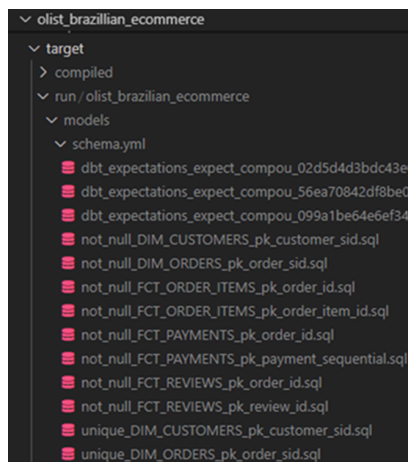 olist_brazillian_ecommerce
target
compiled
run / olist_brazilian_ecommerce
models
schema.yml
dbt_expectations_expect_compou_02d5d4d3bdc43e
dbt_expectations_expect_compou_56ea70842df8be0
dbt_expectations_expect_compou_099a1be64e6ef34
not_null_DIM_CUSTOMERS_pk_customer_sid.sql
not_null_DIM_ORDERS_pk_order_sid.sql
not_null_FCT_ORDER_ITEMS_pk_order_id.sql
not_null_FCT_ORDER_ITEMS_pk_order_item_id.sql
not_null_FCT_PAYMENTS_pk_order_id.sql
not_null_FCT_PAYMENTS_pk_payment_sequential.sql
not_null_FCT_REVIEWS_pk_order_id.sql
not_null_FCT_REVIEWS_pk_review_id.sql
unique_DIM_CUSTOMERS_pk_customer_sid.sql
unique_DIM_ORDERS_pk_order_sid.sql